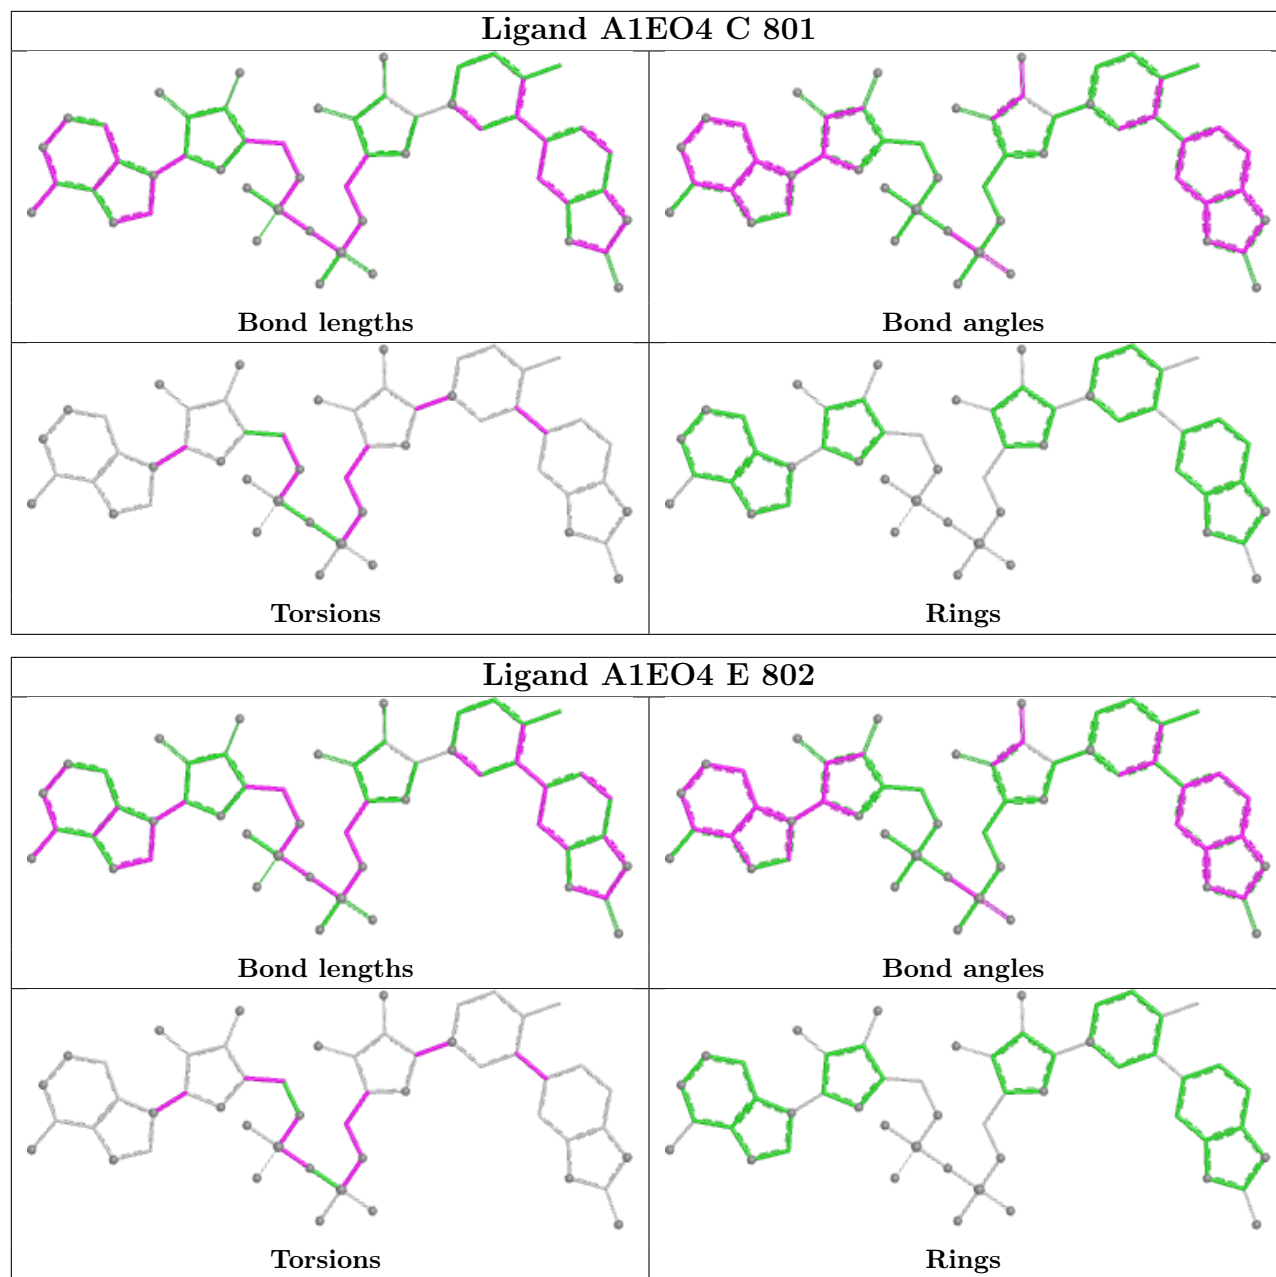 Ligand A1EO4 C 801
Bond lengths
Bond angles
Torsions
Rings
Ligand A1EO4 E 802
Bond lengths
Bond angles
Torsions
Rings